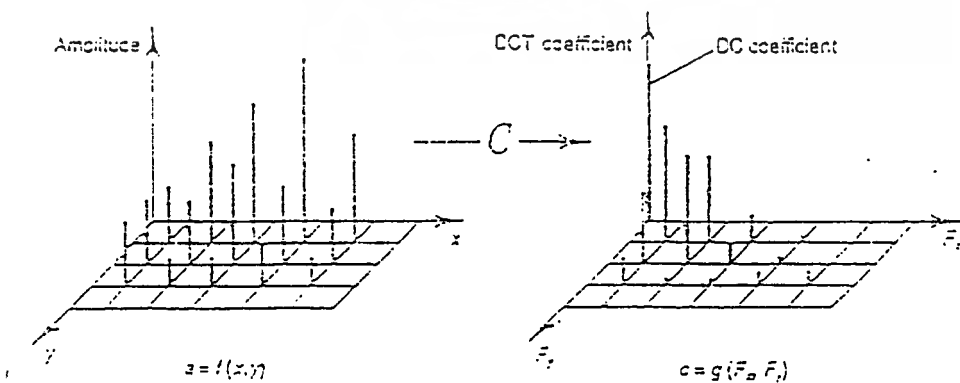 Amplitude
DCT coefficient
DC coefficient
C
x
y
a = f(x,y)